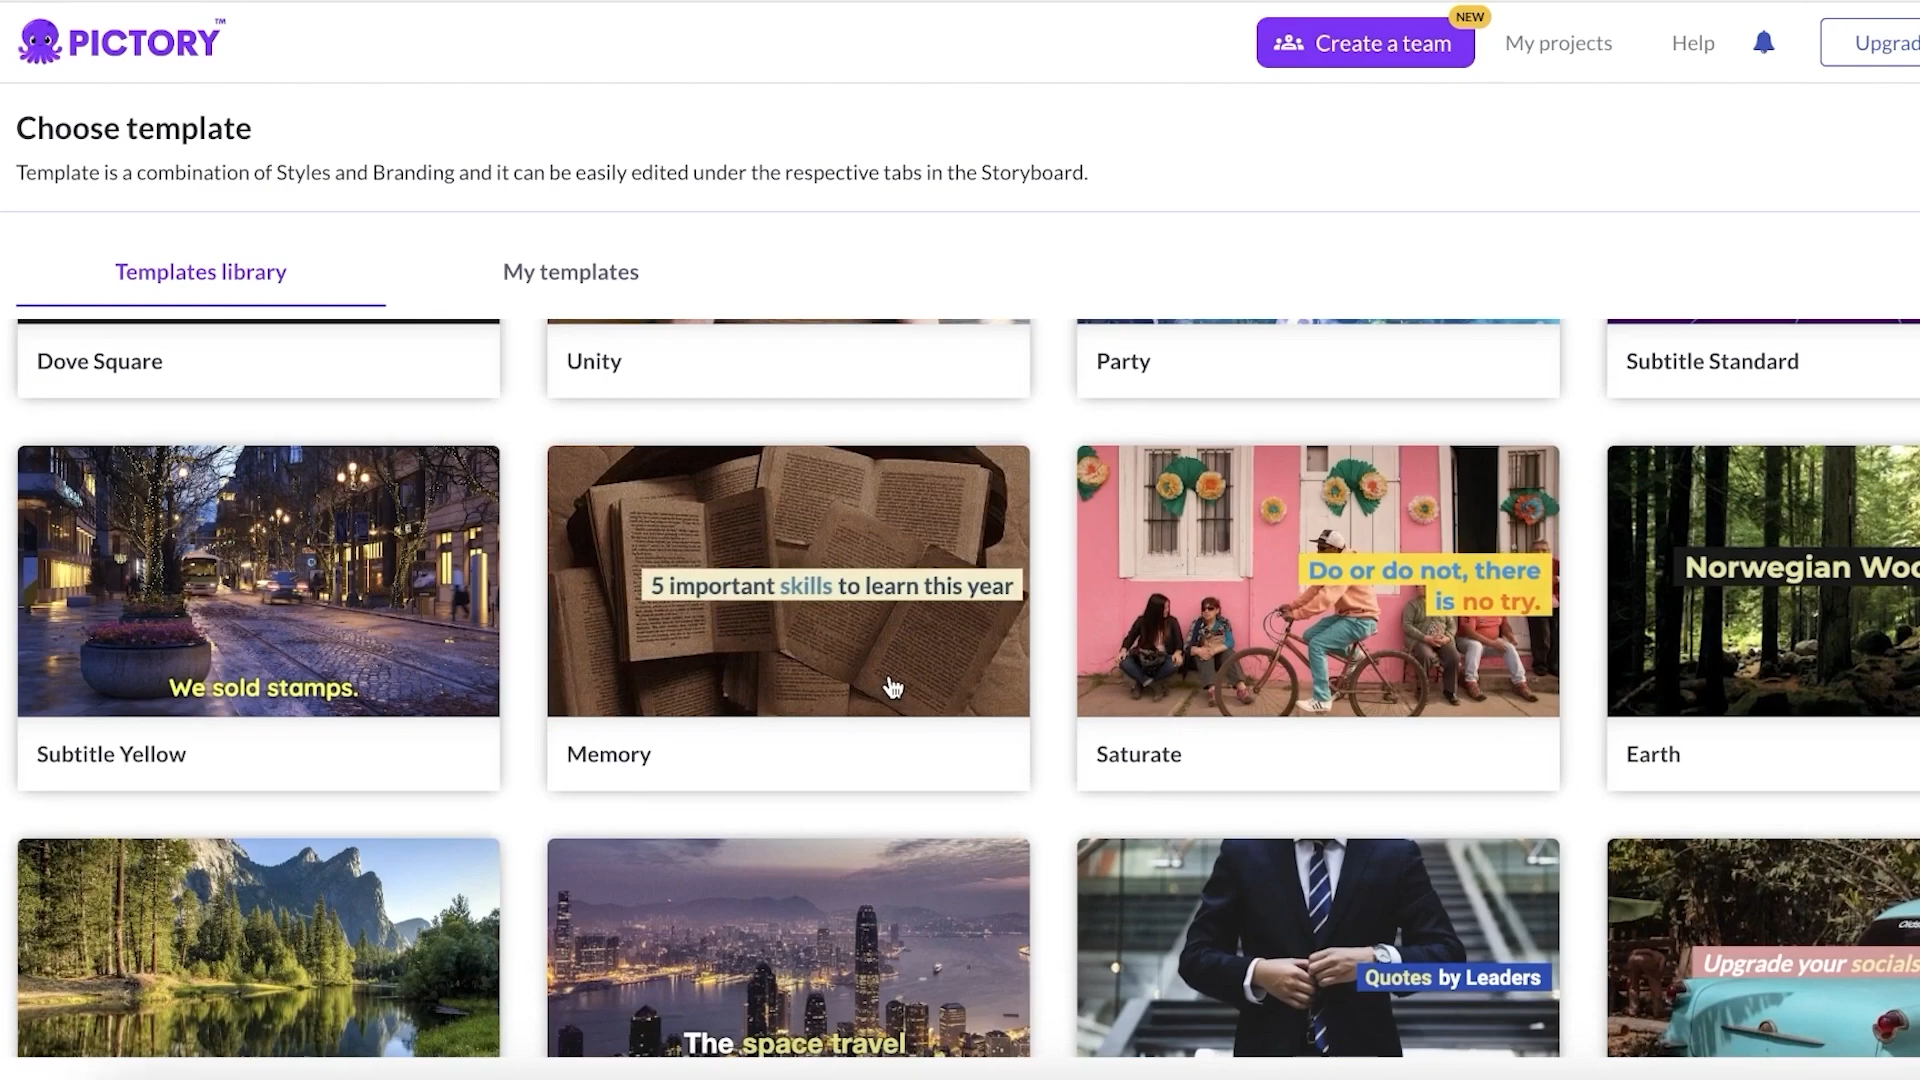 PICTORY™
NEW
Create a team
My projects
Help
Upgrad
Choose template
Template is a combination of Styles and Branding and it can be easily edited under the respective tabs in the Storyboard.
Templates library
My templates
Dove Square
Unity
Party
Subtitle Standard
We sold stamps.
5 important skills to learn this year
Do or do not, there
is no try.
Norwegian Woo
Subtitle Yellow
Memory
Saturate
Earth
The space travel
Quotes by Leaders
Upgrade your socials